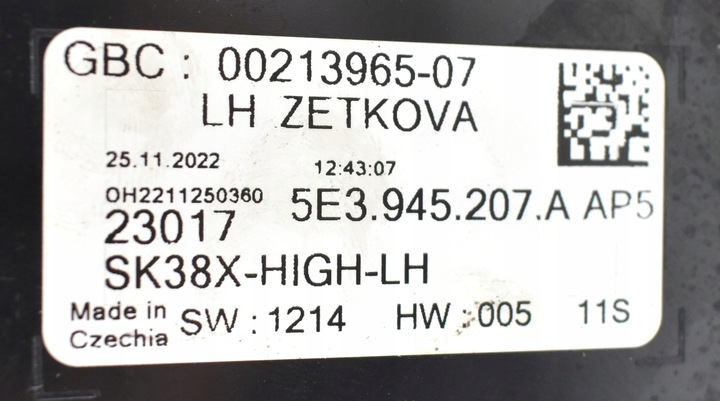 GBC : 00213965-07
LH ZETKOVA
25.11.2022 12:43:07
OH2211250360 5E3.945.207.A AP5
23017
SK38X-HIGH-LH
Made in Czechia SW : 1214 HW : 005 11S